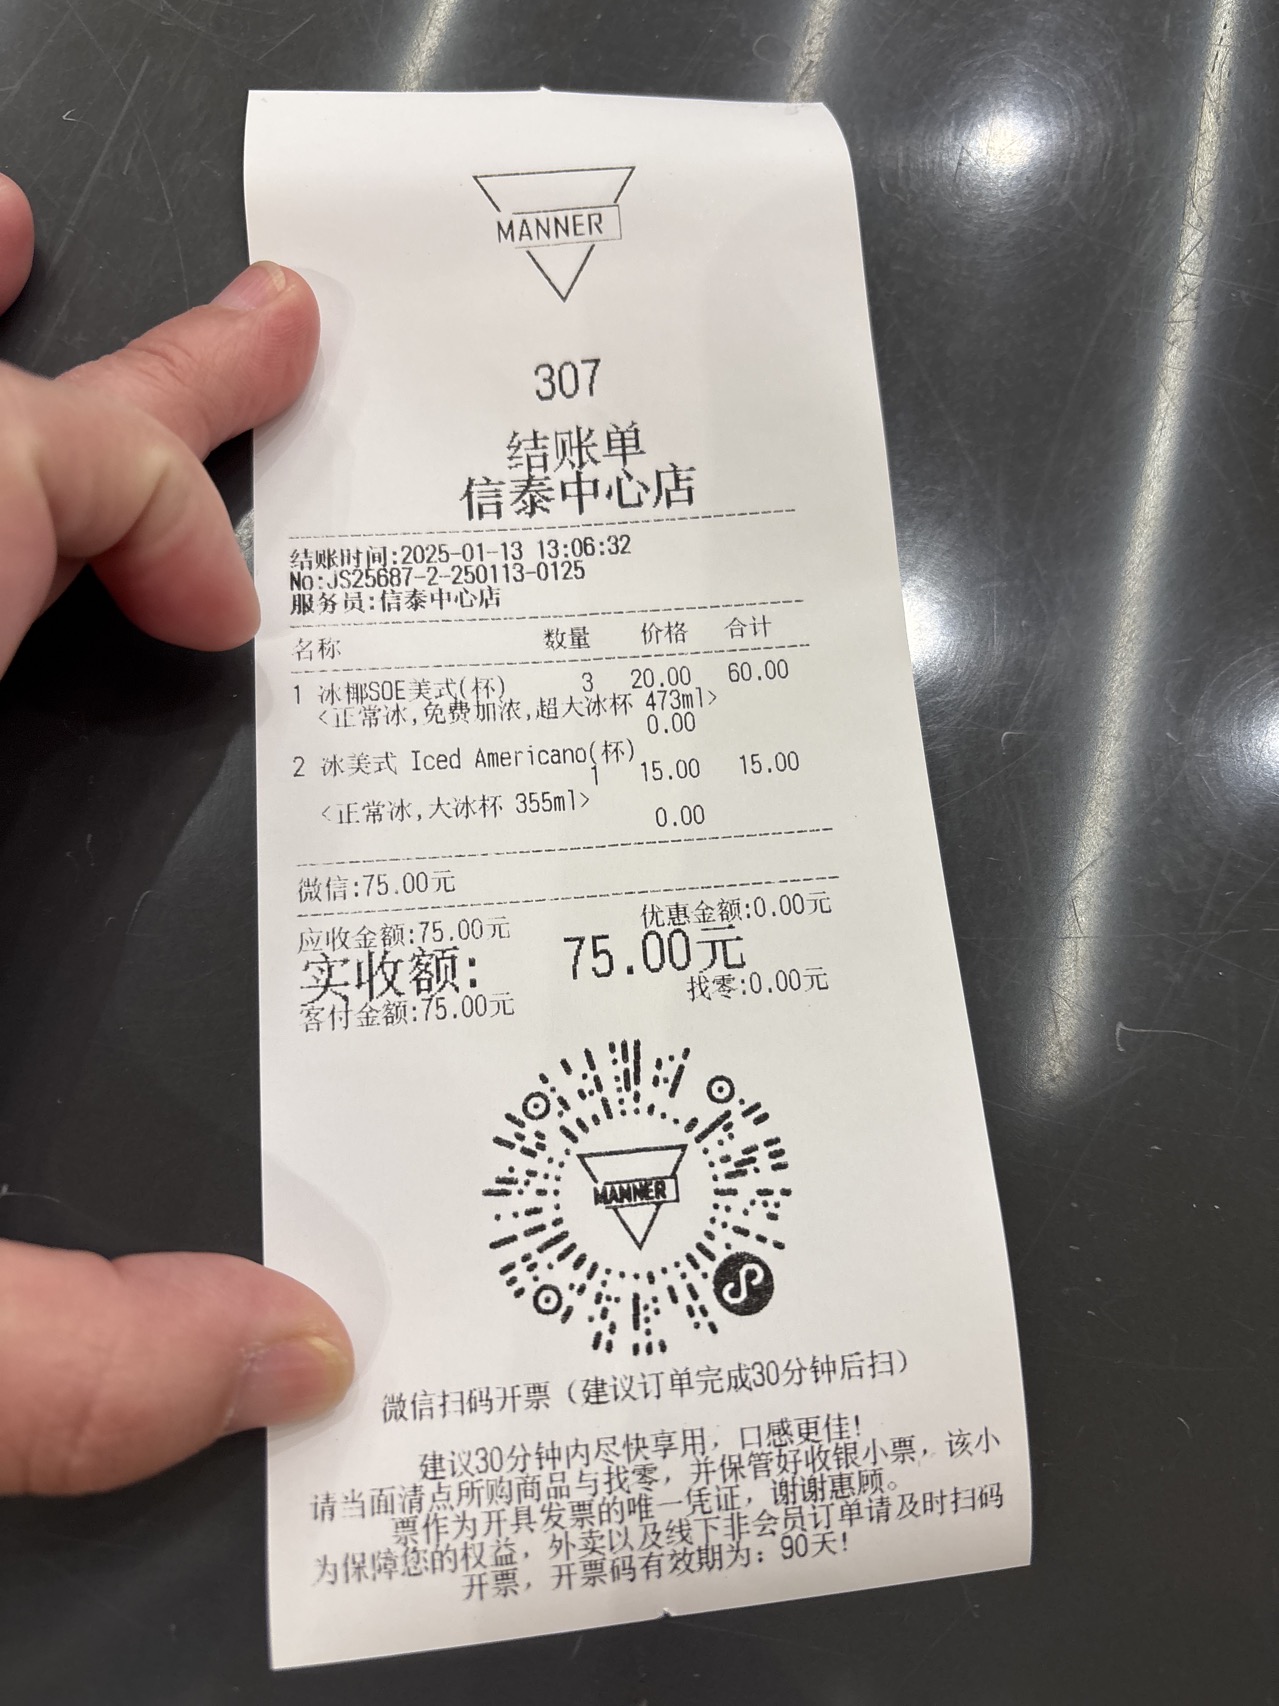 MANNER
307
结账单
信泰中心店
结账时间:2025-01-13 13:06:32
No:JS25687-2-250113-0125
服务员:信泰中心店
名称 数量 价格 合计
1 冰椰SOE美式(杯) 3 20.00 60.00
<正常冰,免费加浓,超大冰杯 473ml>
0.00
2 冰美式 Iced Americano(杯)
1 15.00 15.00
<正常冰,大冰杯 355ml>
0.00
微信:75.00元
应收金额:75.00元 优惠金额:0.00元
实收额: 75.00元
客付金额:75.00元 找零:0.00元
MANNER
微信扫码开票（建议订单完成30分钟后扫）
建议30分钟内尽快享用，口感更佳!
请当面清点所购商品与找零，并保管好收银小票，该小
票作为开具发票的唯一凭证，谢谢惠顾。
为保障您的权益，外卖以及线下非会员订单请及时扫码
开票，开票码有效期为：90天!